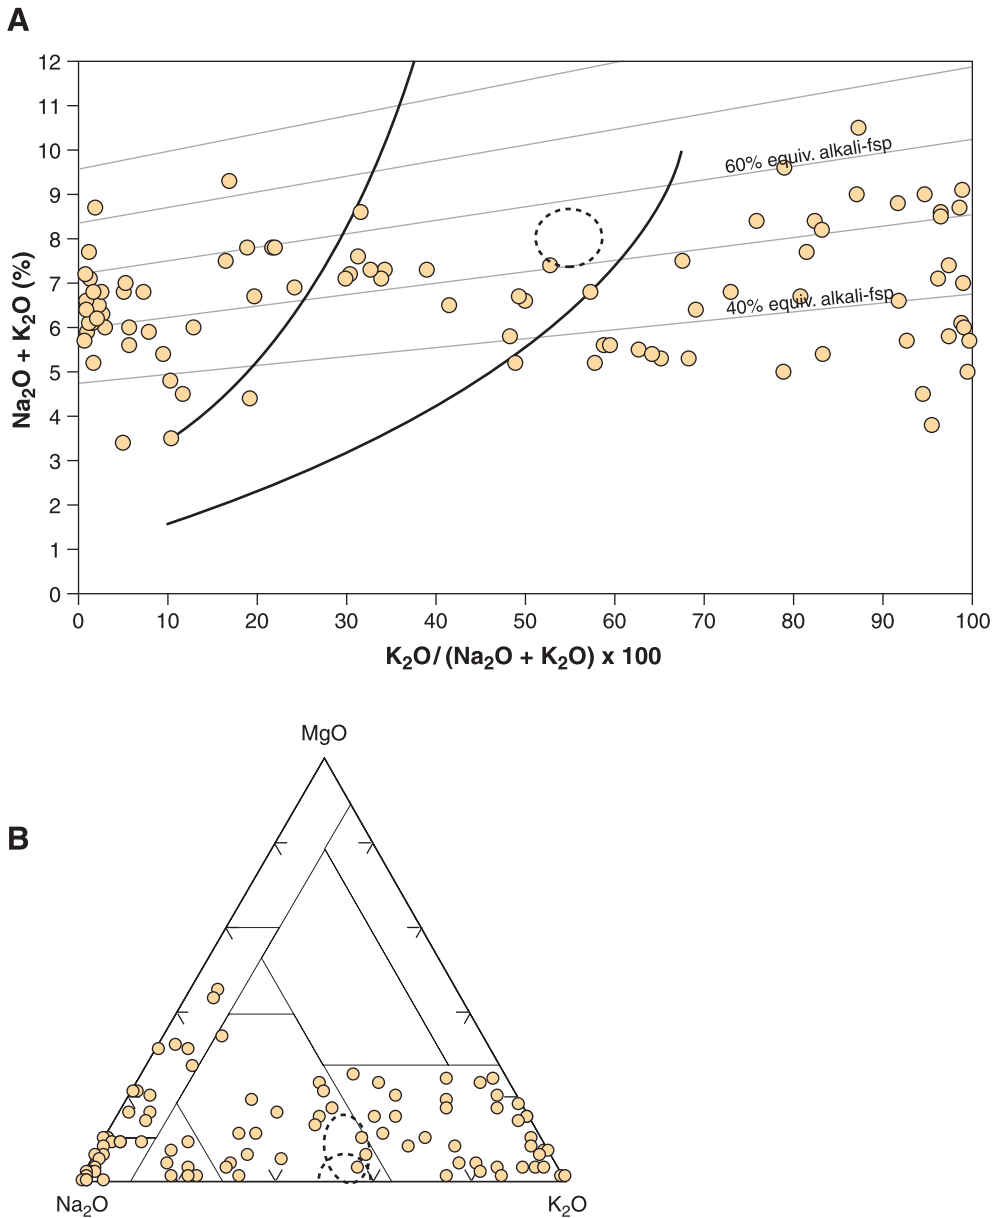 A
12
11
10
9
8
7
6
5
4
3
2
1
0
Na₂O + K₂O (%)
60% equiv. alkali-fsp
40% equiv. alkali-fsp
0 10 20 30 40 50 60 70 80 90 100
K₂O/(Na₂O + K₂O) x 100
B
MgO
Na₂O K₂O